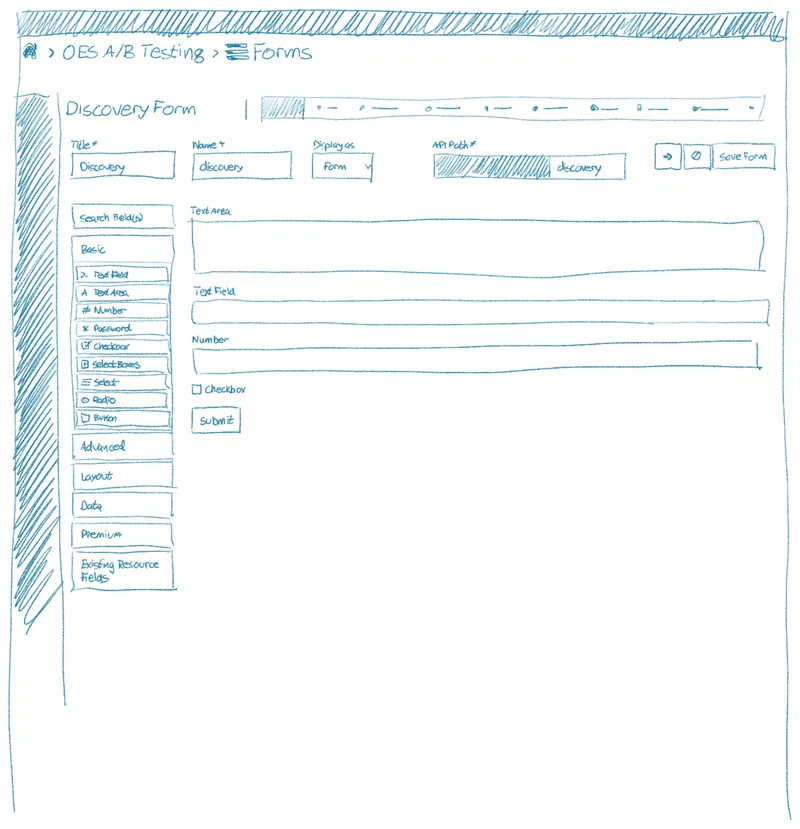 > OES A/B Testing > Forms
Discovery Form
Title* Name* Display as API Path*
Discovery discovery Form discovery Save Form
Search Field(s)
Basic
>_ Text Field
A Text Area
# Number
* Password
Checkbox
Select Boxes
Select
Radio
Button
Advanced
Layout
Data
Premium
Existing Resource
Fields
Text Area
Text Field
Number
Checkbox
Submit